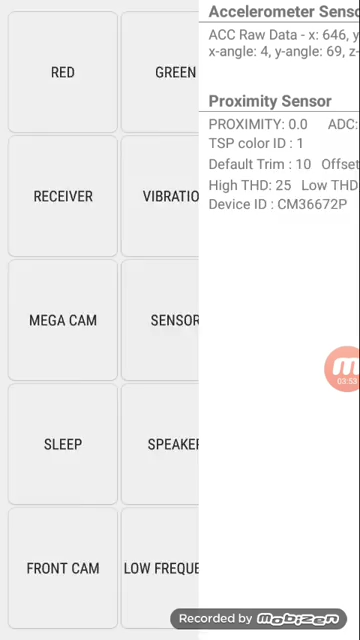 RED
GREEN
RECEIVER
VIBRATIO
MEGA CAM
SENSOR
SLEEP
SPEAKER
FRONT CAM
LOW FREQUE
Accelerometer Senso
ACC Raw Data - x: 646, y
x-angle: 4, y-angle: 69, z-
Proximity Sensor
PROXIMITY: 0.0 ADC:
TSP color ID : 1
Default Trim : 10 Offset
High THD: 25 Low THD
Device ID : CM36672P
03:53
Recorded by mobizen